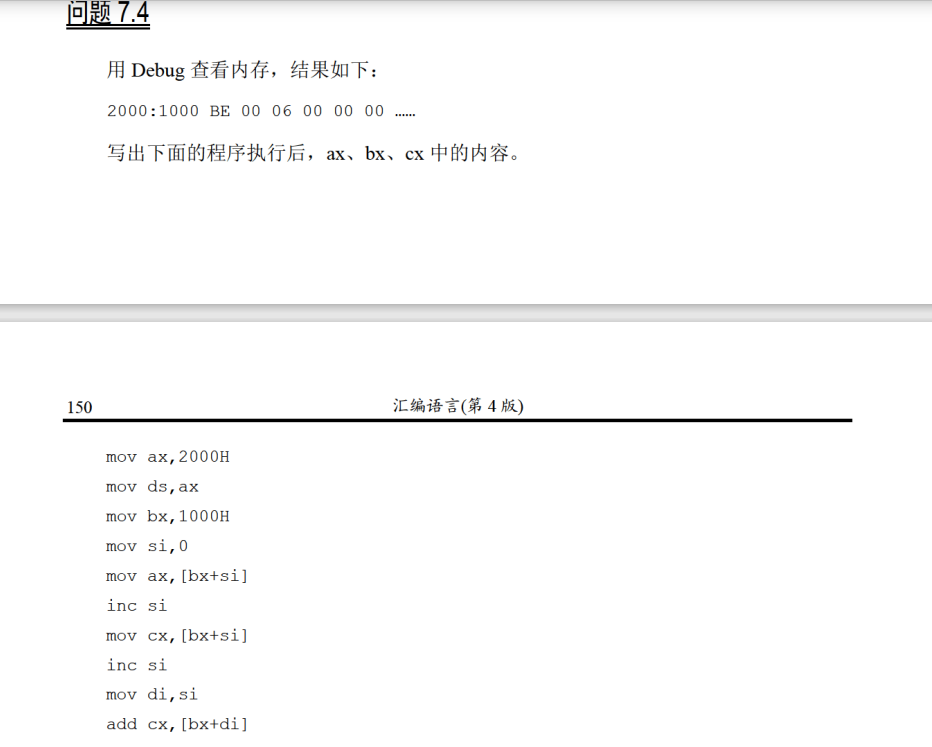 问题 7.4
用 Debug 查看内存，结果如下：
2000:1000 BE 00 06 00 00 00 ……
写出下面的程序执行后，ax、bx、cx 中的内容。
150 汇编语言(第 4 版)
mov ax,2000H
mov ds,ax
mov bx,1000H
mov si,0
mov ax,[bx+si]
inc si
mov cx,[bx+si]
inc si
mov di,si
add cx,[bx+di]